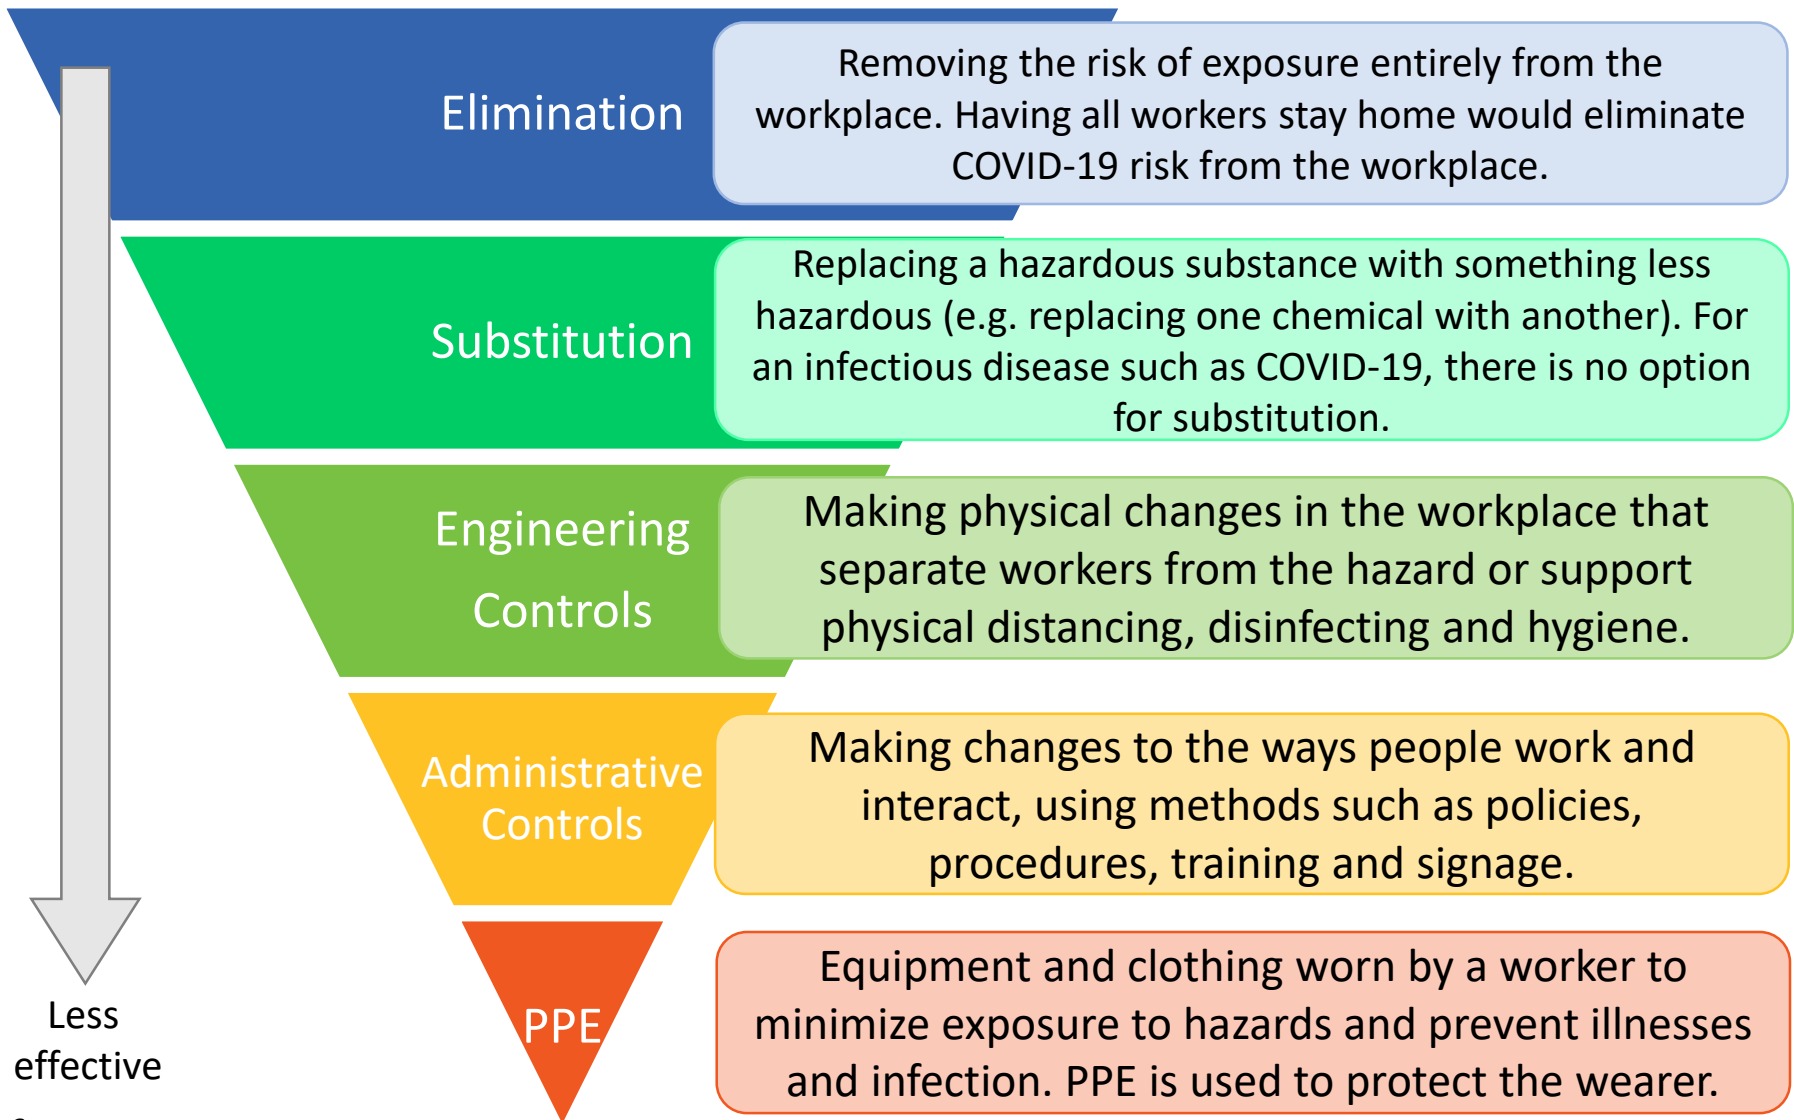 Elimination
Removing the risk of exposure entirely from the
workplace. Having all workers stay home would eliminate
COVID-19 risk from the workplace.
Substitution
Replacing a hazardous substance with something less
hazardous (e.g. replacing one chemical with another). For
an infectious disease such as COVID-19, there is no option
for substitution.
Engineering
Controls
Making physical changes in the workplace that
separate workers from the hazard or support
physical distancing, disinfecting and hygiene.
Administrative
Controls
Making changes to the ways people work and
interact, using methods such as policies,
procedures, training and signage.
PPE
Equipment and clothing worn by a worker to
minimize exposure to hazards and prevent illnesses
and infection. PPE is used to protect the wearer.
Less
effective